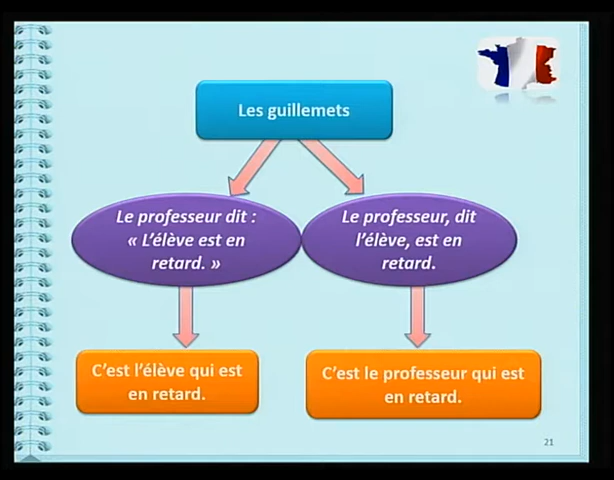 Les guillemets
Le professeur dit :
« L'élève est en
retard. »
Le professeur, dit
l'élève, est en
retard.
C'est l'élève qui est
en retard.
C'est le professeur qui est
en retard.
21